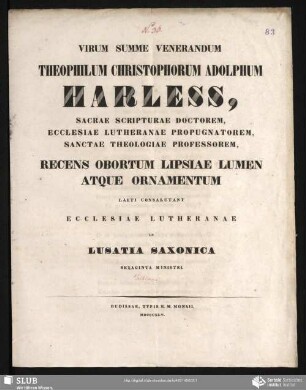 83
VIRUM SUMME VENERANDUM
THEOPHILUM CHRISTOPHORUM ADOLPHUM
HARLESS,
SACRAE SCRIPTURAE DOCTOREM,
ECCLESIAE LUTHERANAE PROPUGNATOREM,
SANCTAE THEOLOGIAE PROFESSOREM,
RECENS OBORTUM LIPSIAE LUMEN
ATQUE ORNAMENTUM
LAETI CONSALUTANT
ECCLESIAE LUTHERANAE
IN
LUSATIA SAXONICA
SEXAGINTA MINISTRI.
BUDISSAE, TYPIS E. M. MONSII.
MDCCCXLV.
SLUB
Wir führen Wissen.